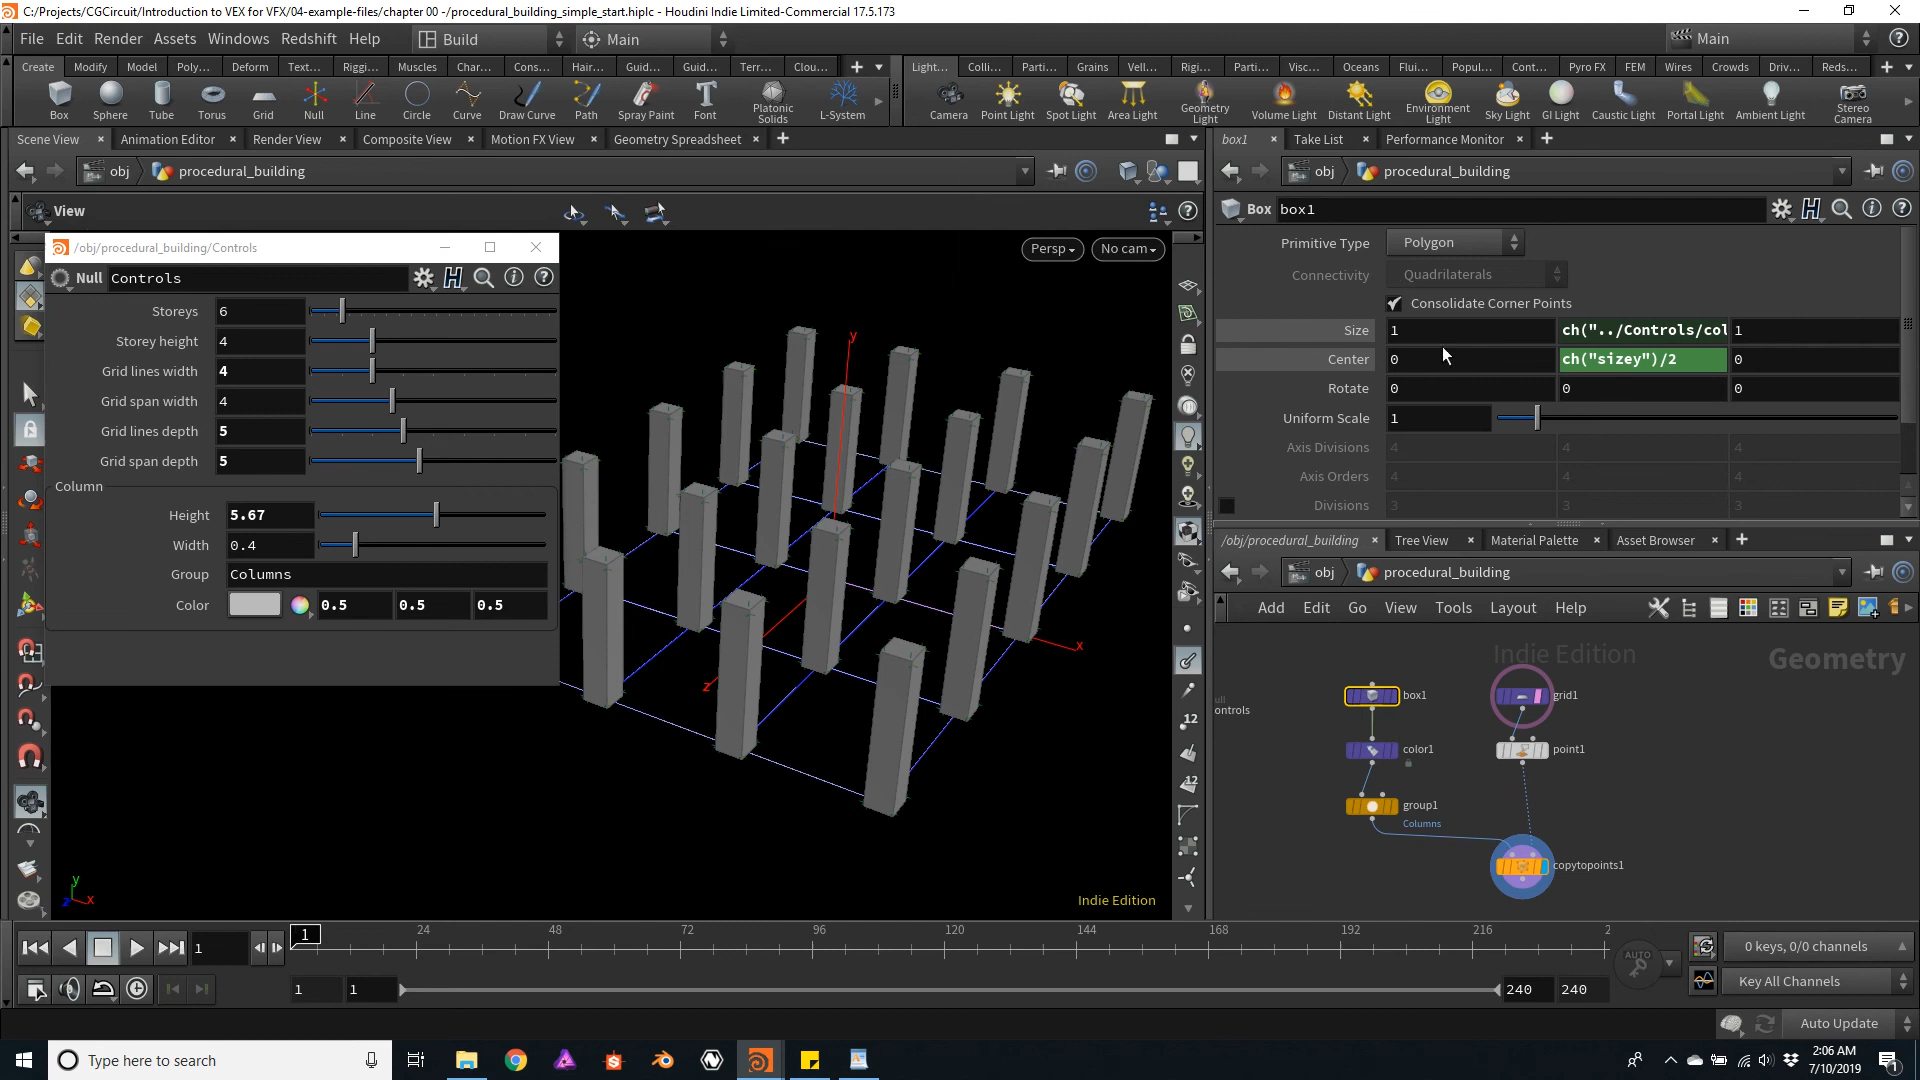 C:/Projects/CGCircuit/Introduction to VEX for VFX/04-example-files/chapter 00 -/procedural_building_simple_start.hiplc - Houdini Indie Limited-Commercial 17.5.173
File Edit Render Assets Windows Redshift Help Build Main Main
Create Modify Model Poly... Deform Text... Riggi... Muscles Char... Cons... Hair... Guid... Guid... Terr... Clou...
Light... Colli... Parti... Grains Vell... Rigi... Parti... Visc... Oceans Flui... Popul... Cont... Pyro FX FEM Wires Crowds Driv... Reds...
Box Sphere Tube Torus Grid Null Line Circle Curve Draw Curve Path Spray Paint Font Platonic Solids L-System
Camera Point Light Spot Light Area Light Geometry Light Volume Light Distant Light Environment Light Sky Light GI Light Caustic Light Portal Light Ambient Light Stereo Camera
Scene View Animation Editor Render View Composite View Motion FX View Geometry Spreadsheet
box1 Take List Performance Monitor
obj procedural_building
obj procedural_building
View
Box box1
/obj/procedural_building/Controls
Persp No cam
Null Controls
Storeys 6
Storey height 4
Grid lines width 4
Grid span width 4
Grid lines depth 5
Grid span depth 5
Column
Height 5.67
Width 0.4
Group Columns
Color 0.5 0.5 0.5
y
x
z
y
z x
Indie Edition
Primitive Type Polygon
Connectivity Quadrilaterals
Consolidate Corner Points
Size 1 ch("../Controls/col 1
Center 0 ch("sizey")/2 0
Rotate 0 0 0
Uniform Scale 1
Axis Divisions 4 4 4
Axis Orders 4 4 4
Divisions 3 3 3
/obj/procedural_building Tree View Material Palette Asset Browser
obj procedural_building
Add Edit Go View Tools Layout Help
Indie Edition
Geometry
ull
ontrols
box1
grid1
color1
point1
group1
Columns
copytopoints1
12
12
1 1 24 48 72 96 120 144 168 192 216 2
AUTO
0 keys, 0/0 channels
1 1 240 240
Key All Channels
Auto Update
Type here to search
2:06 AM
7/10/2019
1